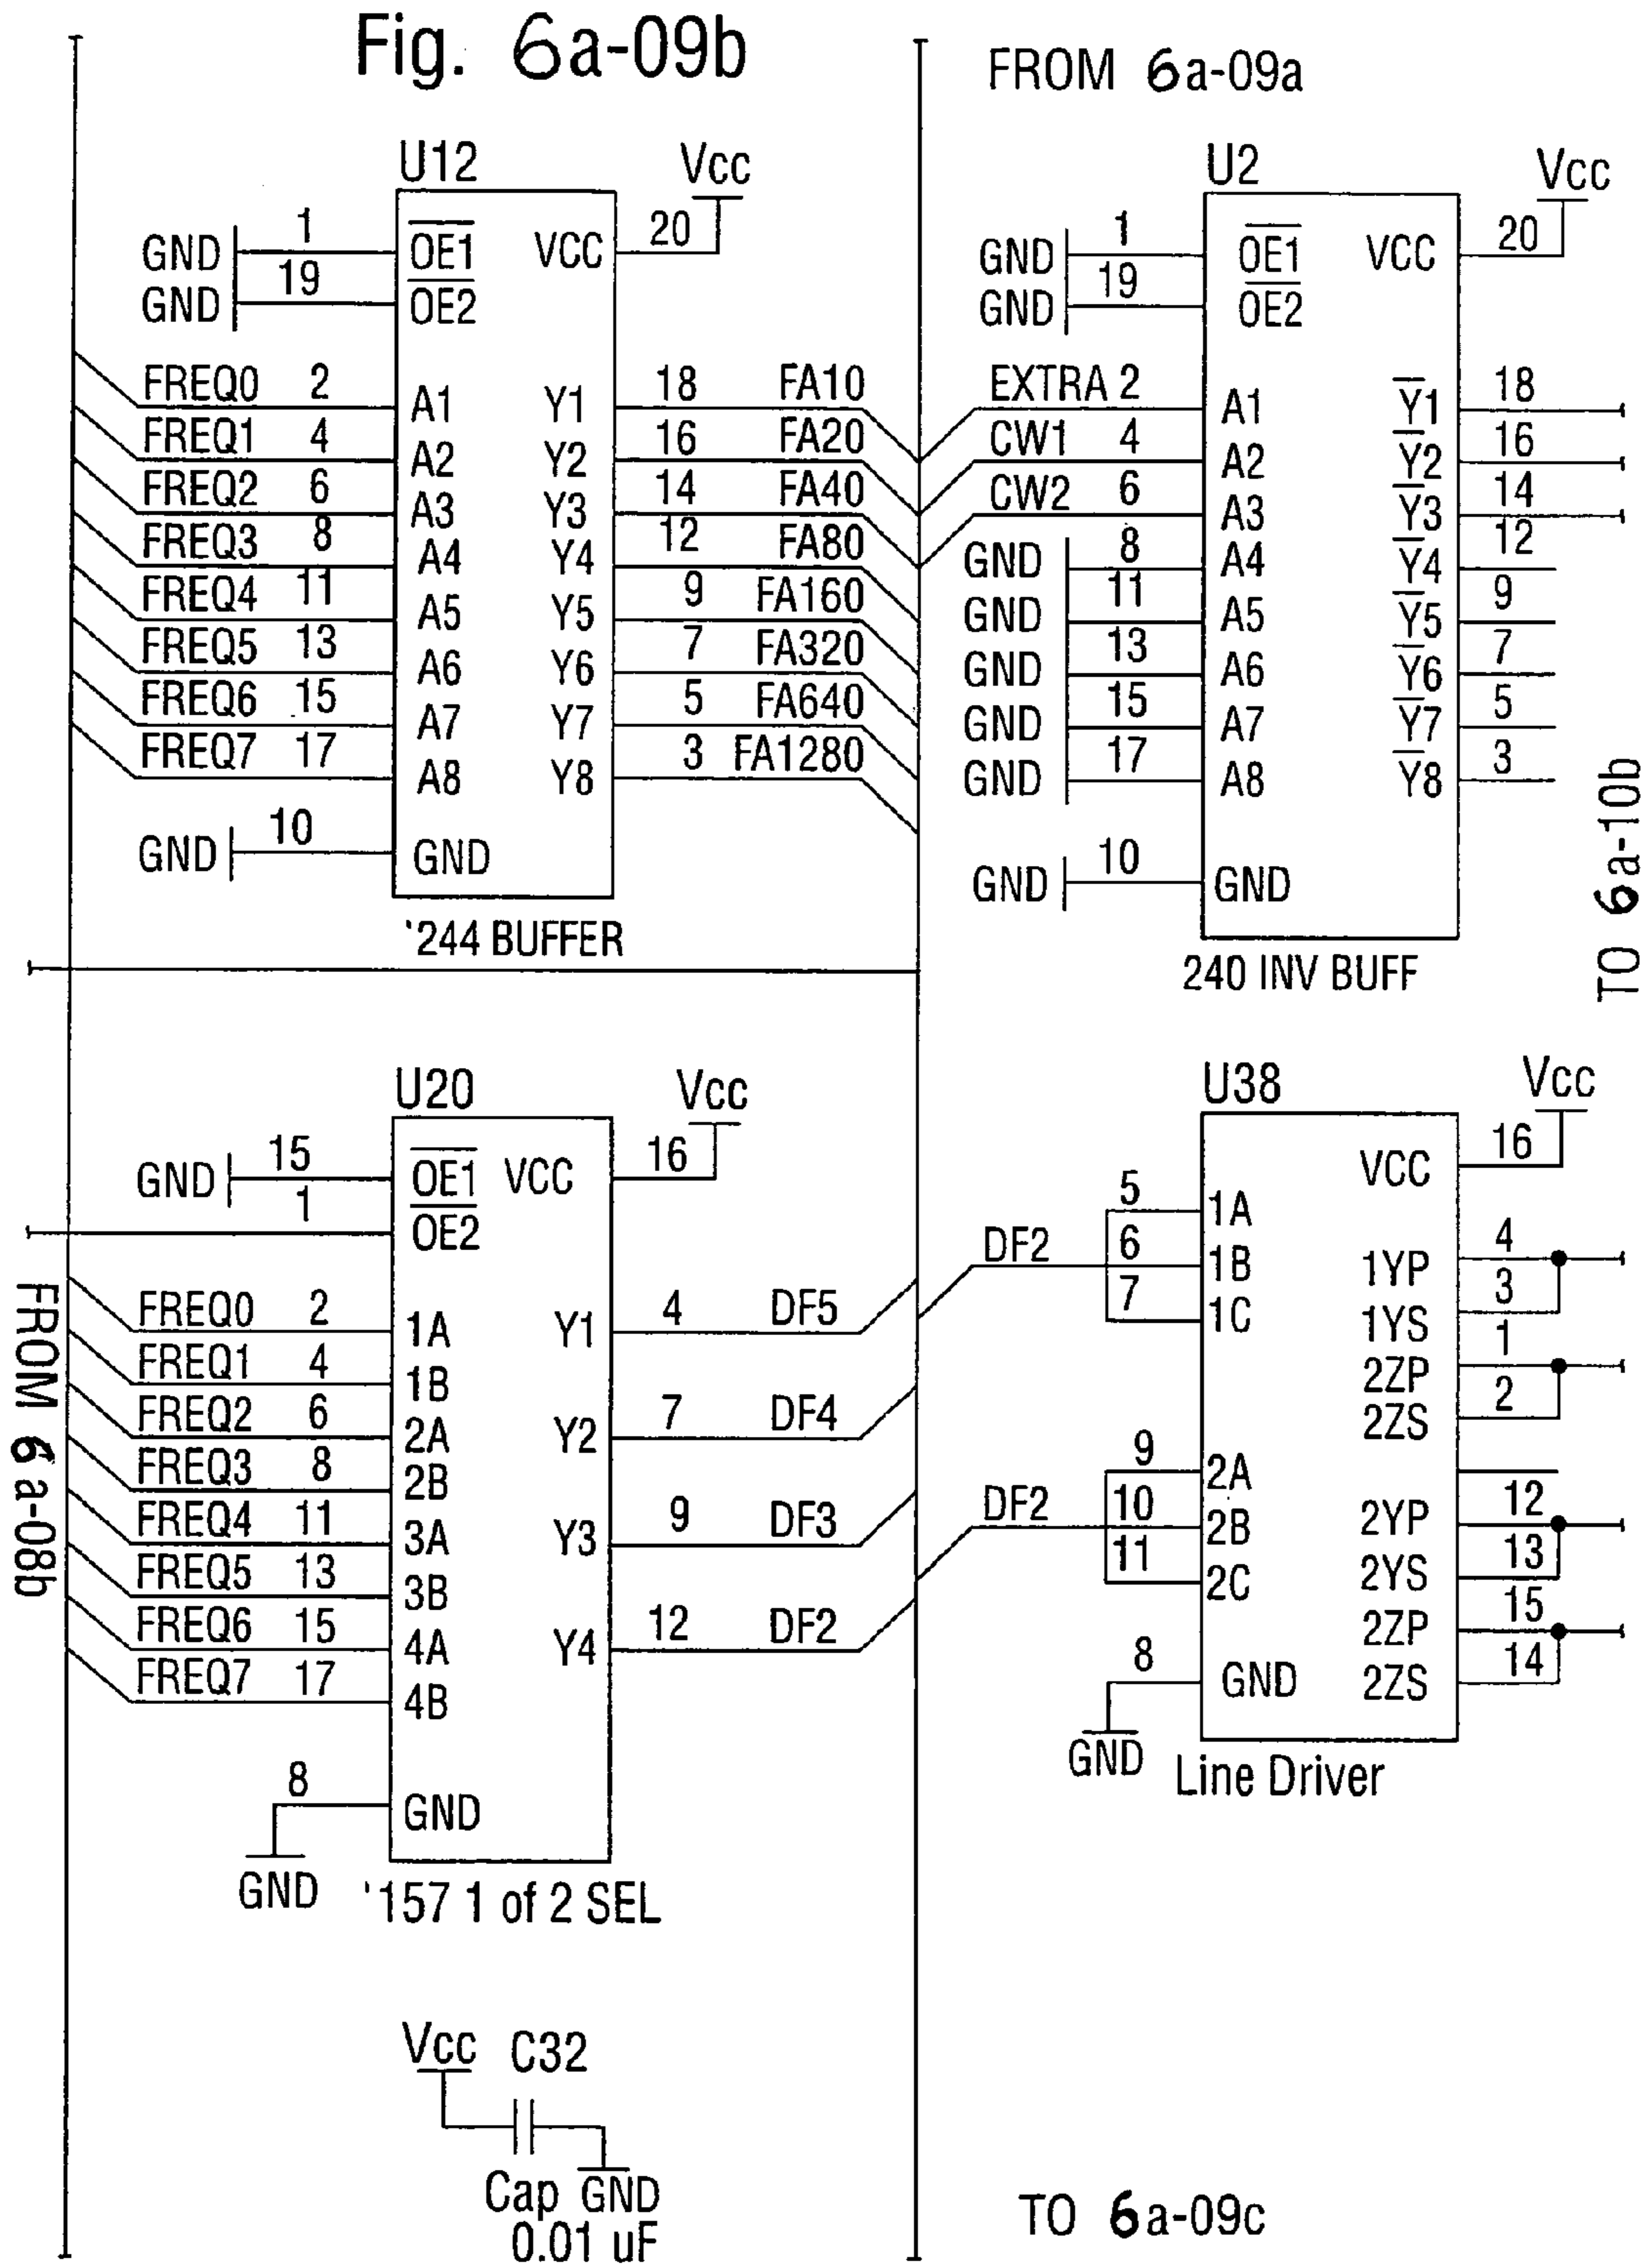 Fig. 6a-09b
FROM 6a-09a
U12
Vcc
GND 1 OE1 VCC 20
GND 19 OE2
FREQ0 2 A1 Y1 18 FA10
FREQ1 4 A2 Y2 16 FA20
FREQ2 6 A3 Y3 14 FA40
FREQ3 8 A4 Y4 12 FA80
FREQ4 11 A5 Y5 9 FA160
FREQ5 13 A6 Y6 7 FA320
FREQ6 15 A7 Y7 5 FA640
FREQ7 17 A8 Y8 3 FA1280
GND 10 GND
'244 BUFFER
U2
Vcc
GND 1 OE1 VCC 20
GND 19 OE2
EXTRA 2 A1 Y1 18
CW1 4 A2 Y2 16
CW2 6 A3 Y3 14
GND 8 A4 Y4 12
GND 11 A5 Y5 9
GND 13 A6 Y6 7
GND 15 A7 Y7 5
GND 17 A8 Y8 3
GND 10 GND
240 INV BUFF
TO 6a-10b
U20
Vcc
GND 15 OE1 VCC 16
1 OE2
FREQ0 2 1A Y1 4 DF5
FREQ1 4 1B
FREQ2 6 2A Y2 7 DF4
FREQ3 8 2B
FREQ4 11 3A Y3 9 DF3
FREQ5 13 3B
FREQ6 15 4A Y4 12 DF2
FREQ7 17 4B
8 GND
GND
'157 1 of 2 SEL
FROM 6a-08b
U38
Vcc
VCC 16
5 1A
DF2 6 1B 1YP 4
7 1C 1YS 3
2ZP 1
2ZS 2
9 2A
DF2 10 2B 2YP 12
11 2C 2YS 13
2ZP 15
8 GND 2ZS 14
GND
Line Driver
Vcc C32
Cap GND
0.01 uF
TO 6a-09c